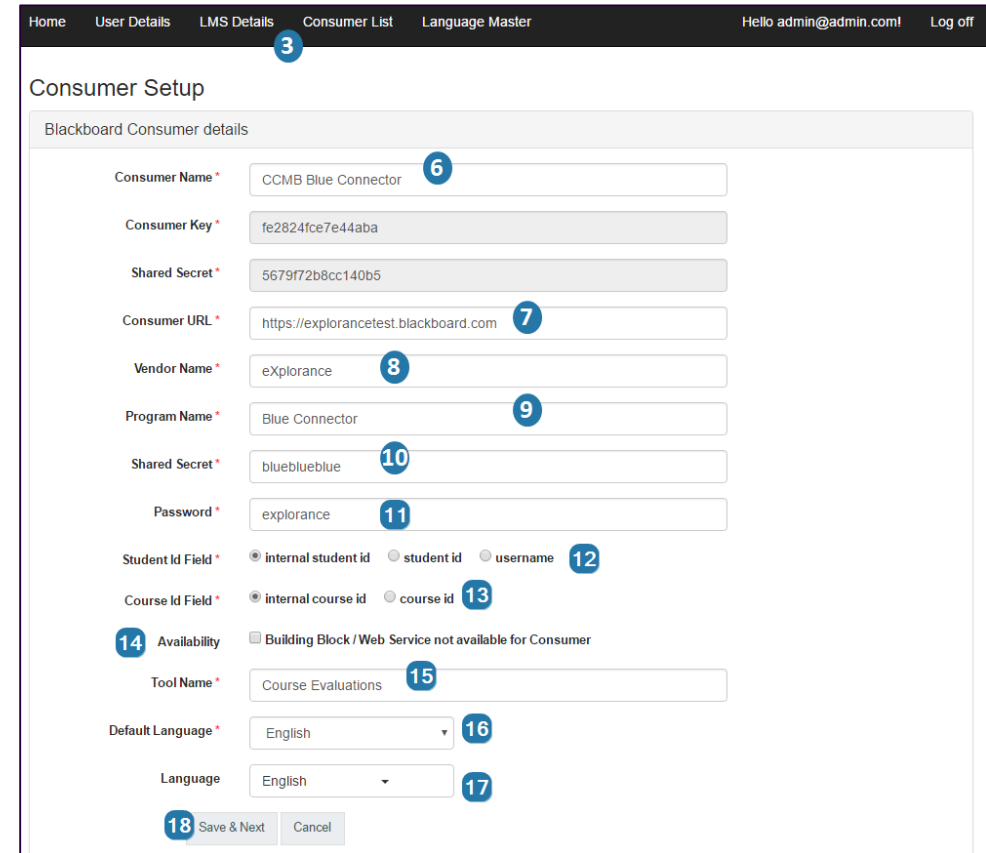 Home User Details LMS Details Consumer List Language Master Hello admin@admin.com! Log off
3
Consumer Setup
Blackboard Consumer details
Consumer Name * CCMB Blue Connector 6
Consumer Key * fe2824fce7e44aba
Shared Secret * 5679f72b8cc140b5
Consumer URL * https://explorancetest.blackboard.com 7
Vendor Name * eXplorance 8
Program Name * Blue Connector 9
Shared Secret * blueblueblue 10
Password * explorance 11
Student Id Field * internal student id student id username 12
Course Id Field * internal course id course id 13
14 Availability Building Block / Web Service not available for Consumer
Tool Name * Course Evaluations 15
Default Language * English 16
Language English 17
18 Save & Next Cancel